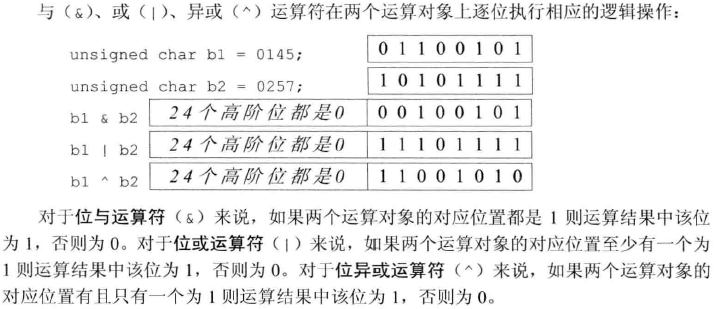 与（&）、或（|）、异或（^）运算符在两个运算对象上逐位执行相应的逻辑操作：
unsigned char b1 = 0145; 0 1 1 0 0 1 0 1
unsigned char b2 = 0257; 1 0 1 0 1 1 1 1
b1 & b2 24个高阶位都是0 0 0 1 0 0 1 0 1
b1 | b2 24个高阶位都是0 1 1 1 0 1 1 1 1
b1 ^ b2 24个高阶位都是0 1 1 0 0 1 0 1 0
对于位与运算符（&）来说，如果两个运算对象的对应位置都是 1 则运算结果中该位
为 1，否则为 0。对于位或运算符（|）来说，如果两个运算对象的对应位置至少有一个为
1 则运算结果中该位为 1，否则为 0。对于位异或运算符（^）来说，如果两个运算对象的
对应位置有且只有一个为 1 则运算结果中该位为 1，否则为 0。